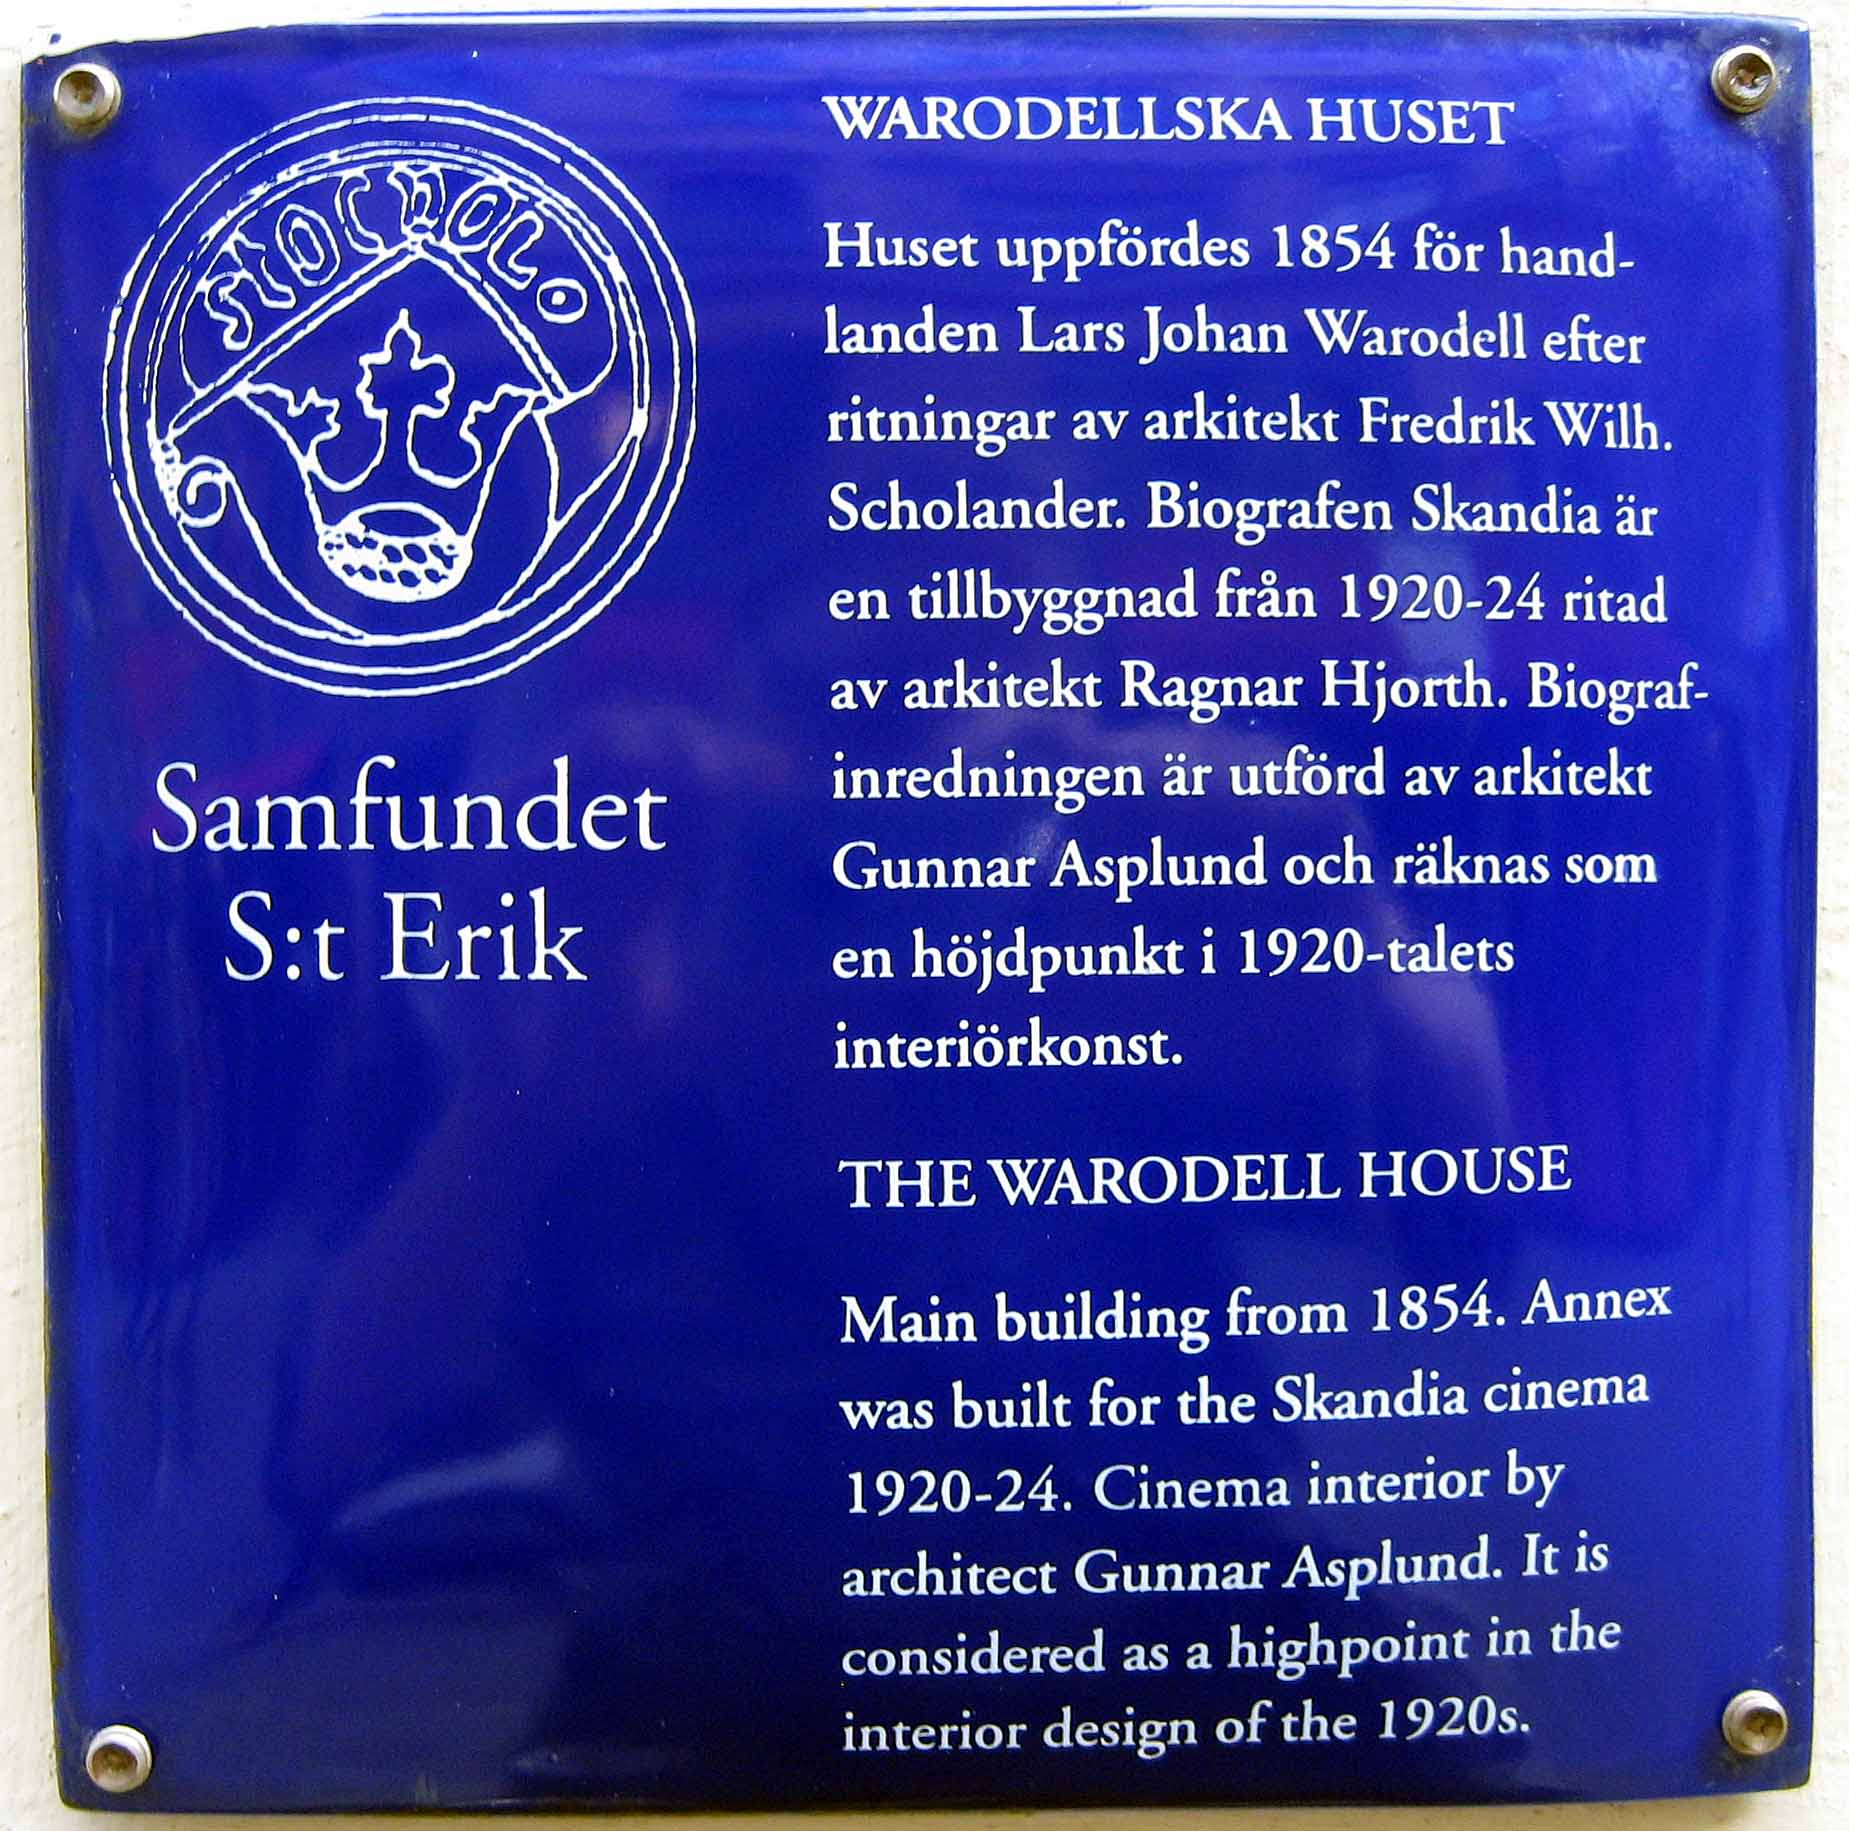 STOCHOL
Samfundet
S:t Erik
WARODELLSKA HUSET
Huset uppfördes 1854 för hand-
landen Lars Johan Warodell efter
ritningar av arkitekt Fredrik Wilh.
Scholander. Biografen Skandia är
en tillbyggnad från 1920-24 ritad
av arkitekt Ragnar Hjorth. Biograf-
inredningen är utförd av arkitekt
Gunnar Asplund och räknas som
en höjdpunkt i 1920-talets
interiörkonst.
THE WARODELL HOUSE
Main building from 1854. Annex
was built for the Skandia cinema
1920-24. Cinema interior by
architect Gunnar Asplund. It is
considered as a highpoint in the
interior design of the 1920s.